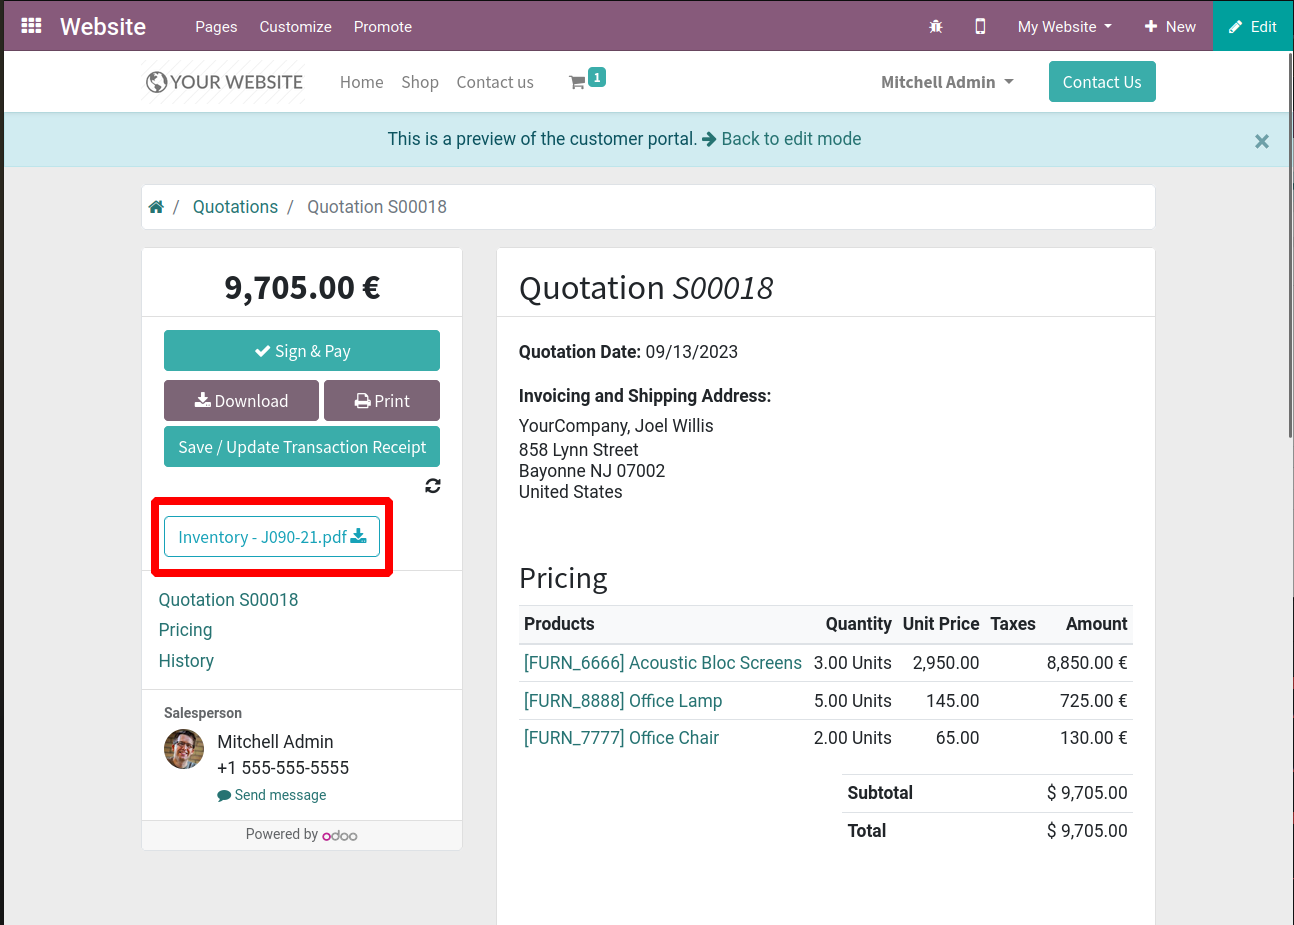 Website Pages Customize Promote My Website New Edit
YOUR WEBSITE Home Shop Contact us 1 Mitchell Admin Contact Us
This is a preview of the customer portal. Back to edit mode ×
/ Quotations / Quotation S00018
9,705.00 €
Sign & Pay
Download Print
Save / Update Transaction Receipt
Inventory - J090-21.pdf
Quotation S00018
Pricing
History
Salesperson
Mitchell Admin
+1 555-555-5555
Send message
Powered by odoo
Quotation S00018
Quotation Date: 09/13/2023
Invoicing and Shipping Address:
YourCompany, Joel Willis
858 Lynn Street
Bayonne NJ 07002
United States
Pricing
Products Quantity Unit Price Taxes Amount
[FURN_6666] Acoustic Bloc Screens 3.00 Units 2,950.00 8,850.00 €
[FURN_8888] Office Lamp 5.00 Units 145.00 725.00 €
[FURN_7777] Office Chair 2.00 Units 65.00 130.00 €
Subtotal $ 9,705.00
Total $ 9,705.00